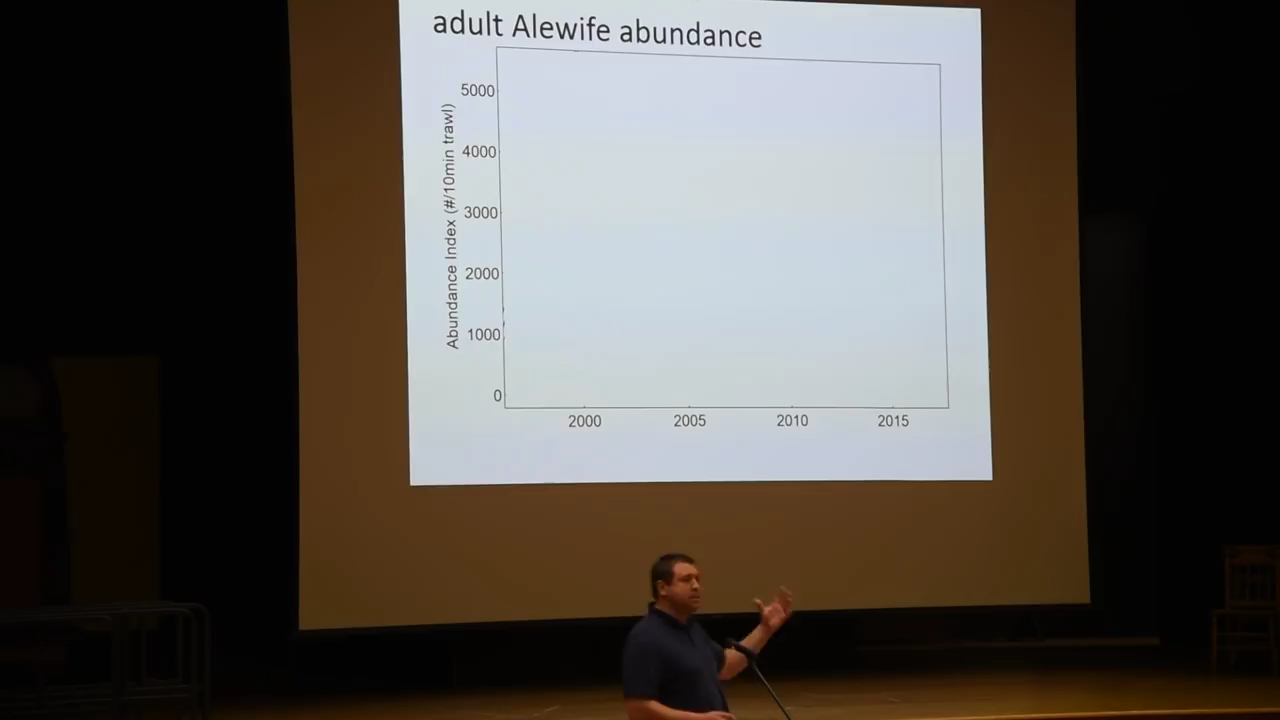 adult Alewife abundance
Abundance Index (#/10min trawl)
5000
4000
3000
2000
1000
0
2000 2005 2010 2015